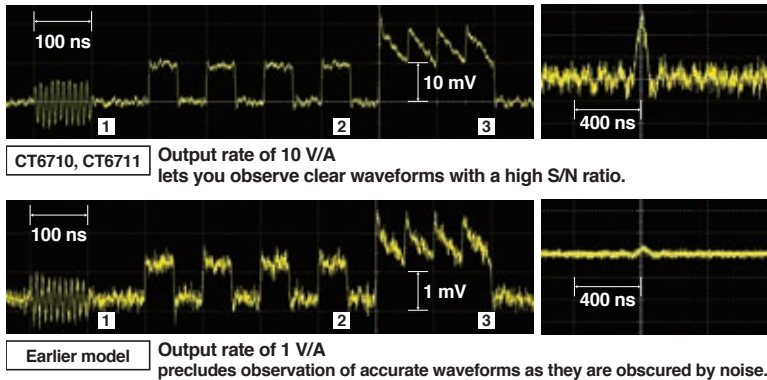 100 ns
10 mV
1
2
3
400 ns
CT6710, CT6711
Output rate of 10 V/A
lets you observe clear waveforms with a high S/N ratio.
100 ns
1 mV
1
2
3
400 ns
Earlier model
Output rate of 1 V/A
precludes observation of accurate waveforms as they are obscured by noise.